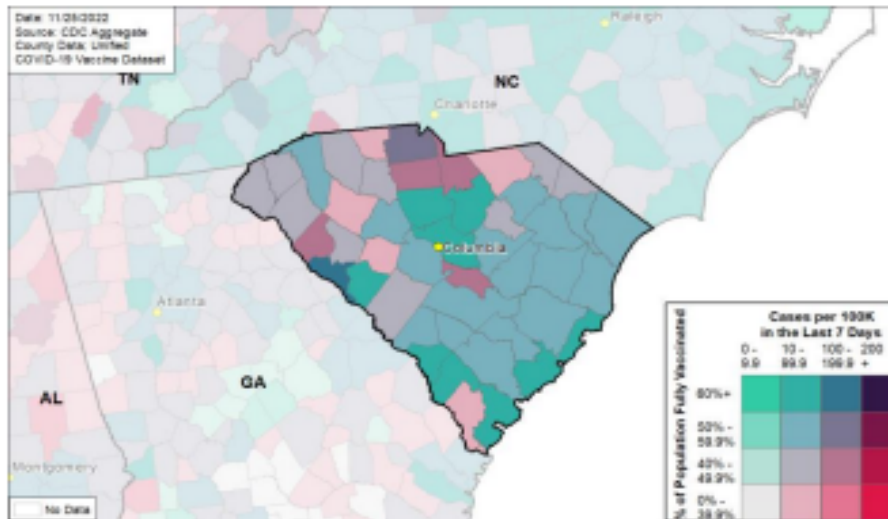 Date: 11/28/2022
Source: CDC Aggregate
County Data; Unified
COVID-19 Vaccine Dataset
Raleigh
TN
NC
Charlotte
Columbia
Atlanta
GA
AL
Montgomery
No Data
Cases per 100K
in the Last 7 Days
0 - 9.9
10 - 99.9
100 - 199.9
200 +
% of Population Fully Vaccinated
60%+
50% - 59.9%
40% - 49.9%
0% - 39.9%